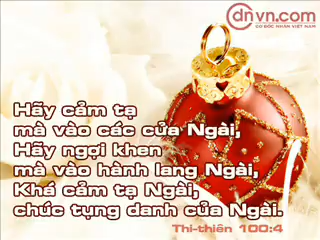 cdnvn.com
CƠ ĐỐC NHÂN VIỆT NAM
Hãy cảm tạ
mà vào các cửa Ngài,
Hãy ngợi khen
mà vào hành lang Ngài,
Khá cảm tạ Ngài,
chúc tụng danh của Ngài.
Thi-thiên 100:4